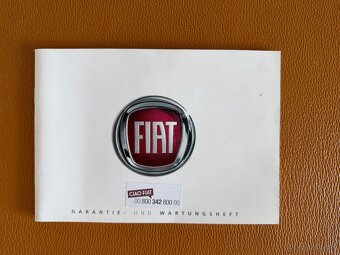 FIAT
CIAO FIAT
00 800 342 800 00
GARANTIE- UND WARTUNGSHEFT